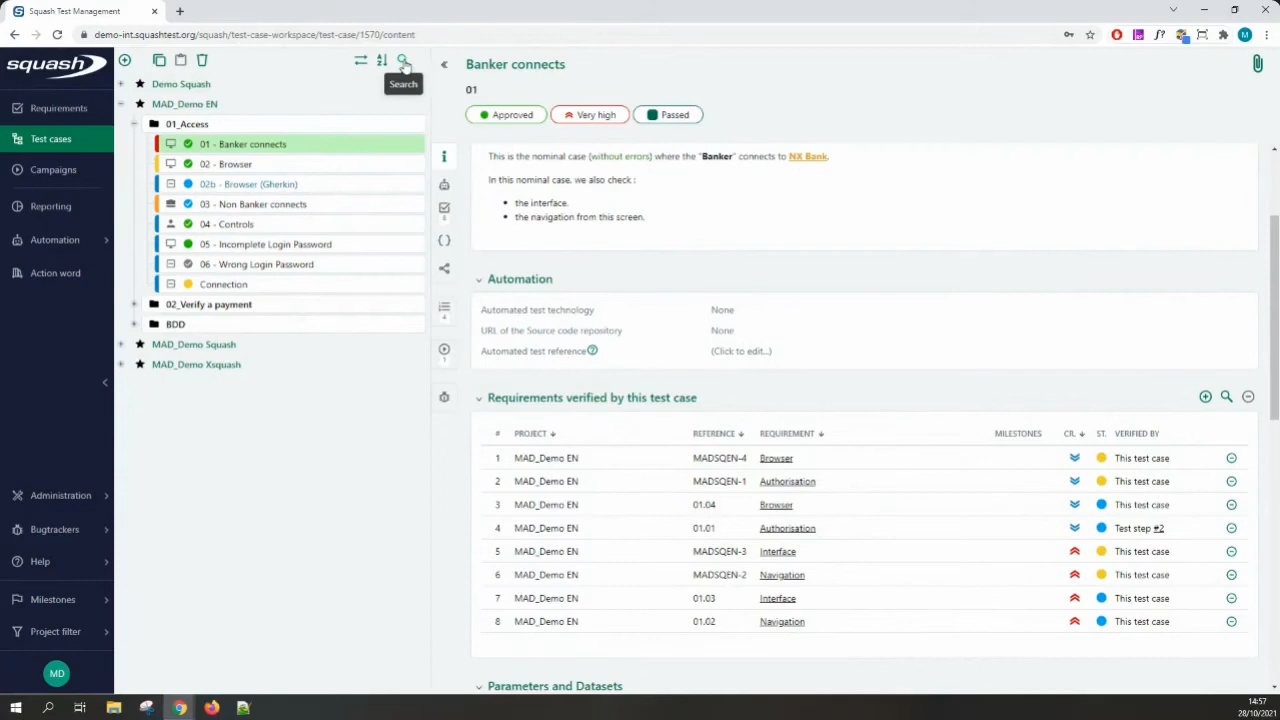 Squash Test Management
demo-int.squashtest.org/squash/test-case-workspace/test-case/1570/content
squash
Requirements
Test cases
Campaigns
Reporting
Automation
Action word
Administration
Bugtrackers
Help
Milestones
Project filter
MD
Search
Demo Squash
MAD_Demo EN
01_Access
01 - Banker connects
02 - Browser
02b - Browser (Gherkin)
03 - Non Banker connects
04 - Controls
05 - Incomplete Login Password
06 - Wrong Login Password
Connection
02_Verify a payment
BDD
MAD_Demo Squash
MAD_Demo Xsquash
8
4
1
Banker connects
01
Approved Very high Passed
This is the nominal case (without errors) where the "Banker" connects to NX Bank.
In this nominal case, we also check :
• the interface.
• the navigation from this screen.
Automation
Automated test technology None
URL of the Source code repository None
Automated test reference (Click to edit...)
Requirements verified by this test case
# PROJECT REFERENCE REQUIREMENT MILESTONES CR. ST. VERIFIED BY
1 MAD_Demo EN MADSQEN-4 Browser This test case
2 MAD_Demo EN MADSQEN-1 Authorisation This test case
3 MAD_Demo EN 01.04 Browser This test case
4 MAD_Demo EN 01.01 Authorisation Test step #2
5 MAD_Demo EN MADSQEN-3 Interface This test case
6 MAD_Demo EN MADSQEN-2 Navigation This test case
7 MAD_Demo EN 01.03 Interface This test case
8 MAD_Demo EN 01.02 Navigation This test case
Parameters and Datasets
14:57
28/10/2021